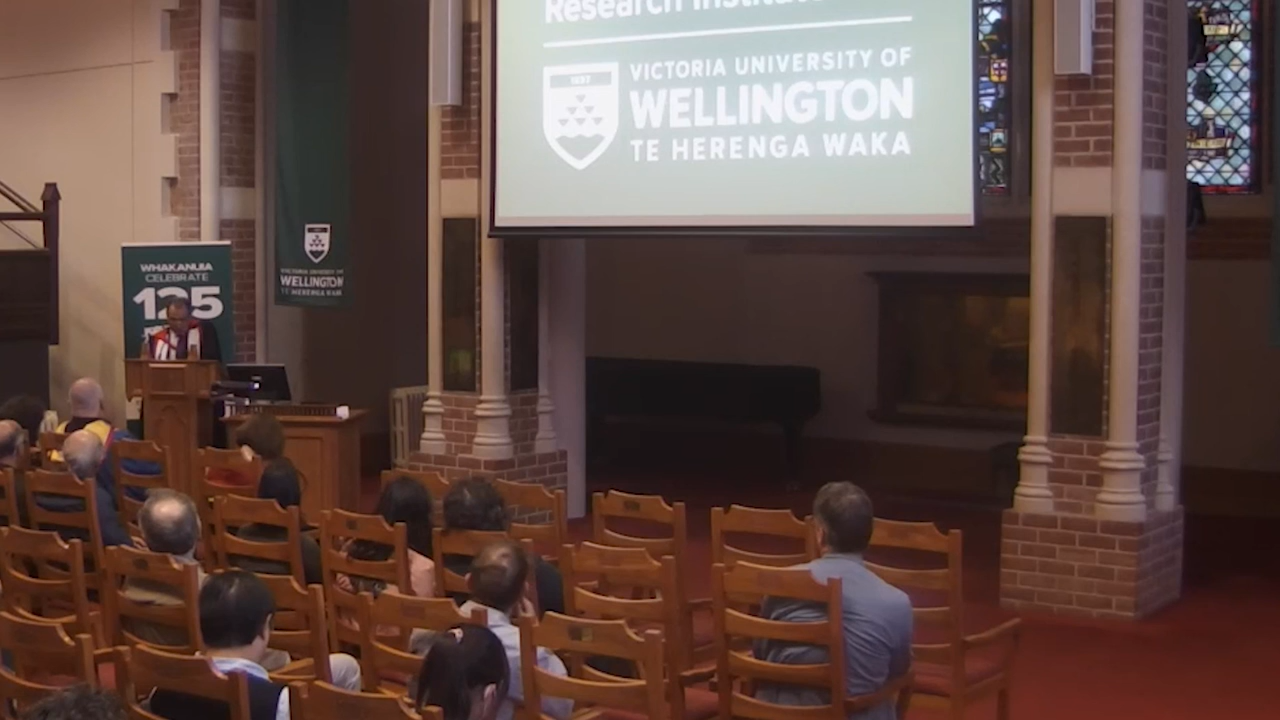 Research Institute
1897
VICTORIA UNIVERSITY OF
WELLINGTON
TE HERENGA WAKA
VICTORIA UNIVERSITY OF
WELLINGTON
TE HERENGA WAKA
WHAKANUIA
CELEBRATE
125